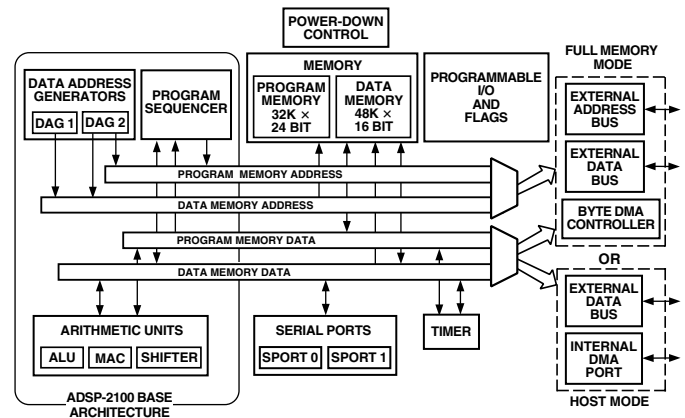 POWER-DOWN
CONTROL
FULL MEMORY
MODE
DATA ADDRESS
GENERATORS
DAG 1
DAG 2
PROGRAM
SEQUENCER
MEMORY
PROGRAM
MEMORY
32K ×
24 BIT
DATA
MEMORY
48K ×
16 BIT
PROGRAMMABLE
I/O
AND
FLAGS
EXTERNAL
ADDRESS
BUS
EXTERNAL
DATA
BUS
BYTE DMA
CONTROLLER
PROGRAM MEMORY ADDRESS
DATA MEMORY ADDRESS
PROGRAM MEMORY DATA
DATA MEMORY DATA
OR
EXTERNAL
DATA
BUS
INTERNAL
DMA
PORT
HOST MODE
ARITHMETIC UNITS
ALU
MAC
SHIFTER
SERIAL PORTS
SPORT 0
SPORT 1
TIMER
ADSP-2100 BASE
ARCHITECTURE